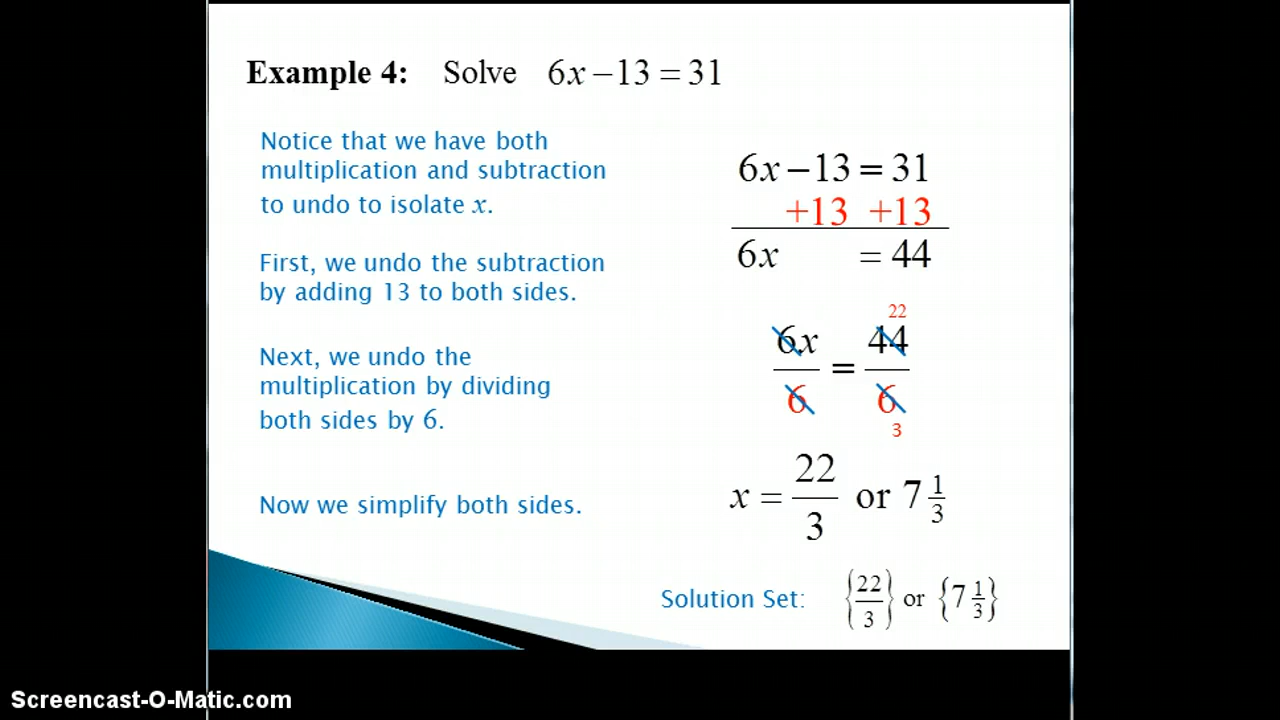 Example 4: Solve 6x − 13 = 31
Notice that we have both
multiplication and subtraction
to undo to isolate x.
6x − 13 = 31
+13 +13
6x = 44
First, we undo the subtraction
by adding 13 to both sides.
22
6x/6 = 44/6
3
Next, we undo the
multiplication by dividing
both sides by 6.
Now we simplify both sides.
x = 22/3 or 7 1/3
Solution Set: {22/3} or {7 1/3}
Screencast-O-Matic.com